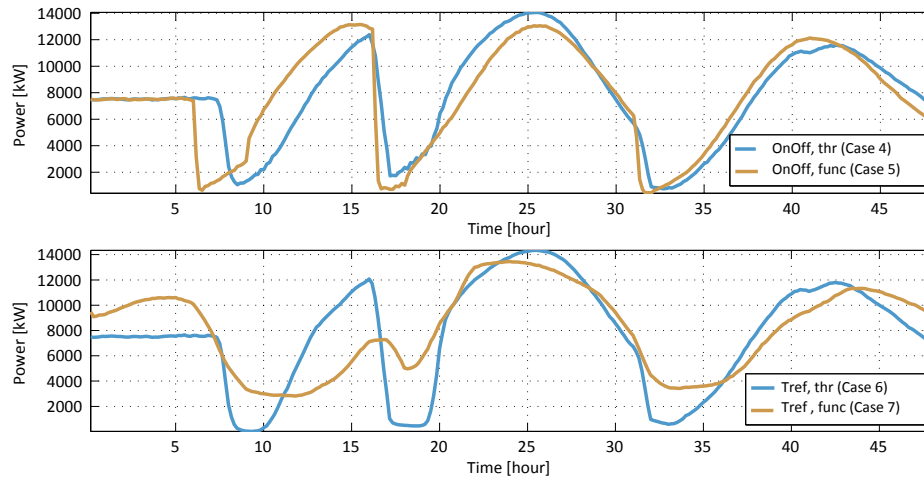 14000
12000
10000
8000
6000
4000
2000
Power [kW]
OnOff, thr (Case 4)
OnOff, func (Case 5)
5 10 15 20 25 30 35 40 45
Time [hour]
14000
12000
10000
8000
6000
4000
2000
Power [kW]
Tref, thr (Case 6)
Tref , func (Case 7)
5 10 15 20 25 30 35 40 45
Time [hour]